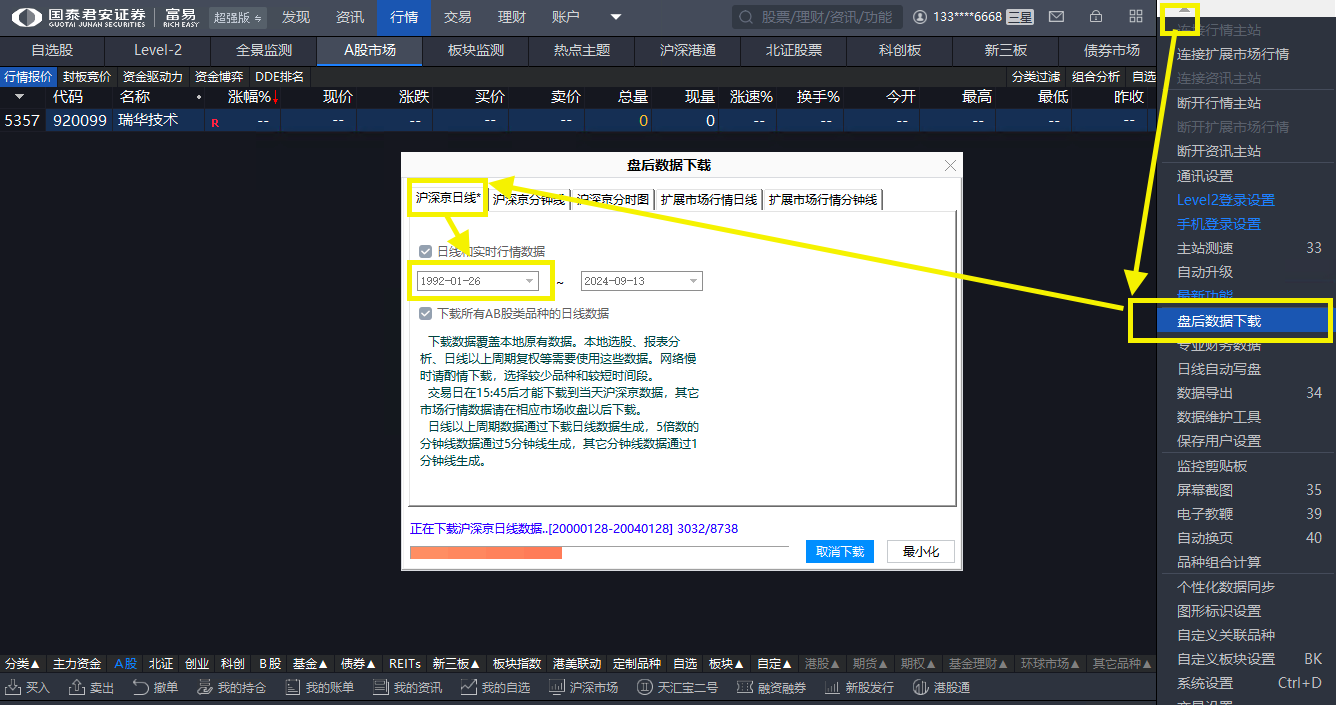 国泰君安证券 富易 超强版 发现 资讯 行情 交易 理财 账户 股票/理财/资讯/功能 133****6668 三星
GUOTAI JUNAN SECURITIES RICH EASY
自选股 Level-2 全景监测 A股市场 板块监测 热点主题 沪深港通 北证股票 科创板 新三板 债券市场
行情报价 封板竞价 资金驱动力 资金博弈 DDE排名 分类过滤 组合分析 自选
代码 名称 涨幅%↓ 现价 涨跌 买价 卖价 总量 现量 涨速% 换手% 今开 最高 最低 昨收
5357 920099 瑞华技术 R -- -- -- -- -- 0 0 -- -- -- -- -- --
盘后数据下载
沪深京日线* 沪深京分钟线 沪深京分时图 扩展市场行情日线 扩展市场行情分钟线
日线和实时行情数据
1992-01-26 ~ 2024-09-13
下载所有AB股类品种的日线数据
下载数据覆盖本地原有数据。本地选股、报表分
析、日线以上周期复权等需要使用这些数据。网络慢
时请酌情下载，选择较少品种和较短时间段。
交易日在15:45后才能下载到当天沪深京数据，其它
市场行情数据请在相应市场收盘以后下载。
日线以上周期数据通过下载日线数据生成，5倍数的
分钟线数据通过5分钟线生成，其它分钟线数据通过1
分钟线生成。
正在下载沪深京日线数据..[20000128-20040128] 3032/8738
取消下载 最小化
连接行情主站
连接扩展市场行情
连接资讯主站
断开行情主站
断开扩展市场行情
断开资讯主站
通讯设置
Level2登录设置
手机登录设置
主站测速 33
自动升级
最新功能
盘后数据下载
专业财务数据
日线自动写盘
数据导出 34
数据维护工具
保存用户设置
监控剪贴板
屏幕截图 35
电子教鞭 39
自动换页 40
品种组合计算
个性化数据同步
图形标识设置
自定义关联品种
自定义板块设置 BK
系统设置 Ctrl+D
交易设置
分类▲ 主力资金 A股 北证 创业 科创 B股 基金▲ 债券▲ REITs 新三板▲ 板块指数 港美联动 定制品种 自选 板块▲ 自定▲ 港股▲ 期货▲ 期权▲ 基金理财▲ 环球市场▲ 其它品种▲
买入 卖出 撤单 我的持仓 我的账单 我的资讯 我的自选 沪深市场 天汇宝二号 融资融券 新股发行 港股通